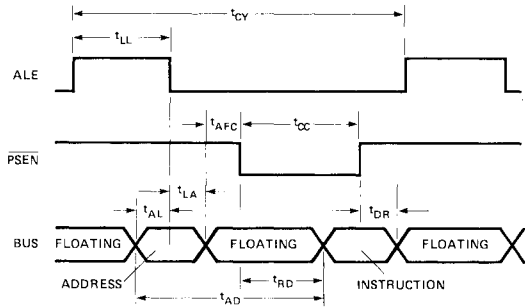 tCY
tLL
ALE
tAFC
tCC
PSEN
tLA
tAL
tDR
BUS
FLOATING
FLOATING
FLOATING
ADDRESS
tRD
INSTRUCTION
tAD